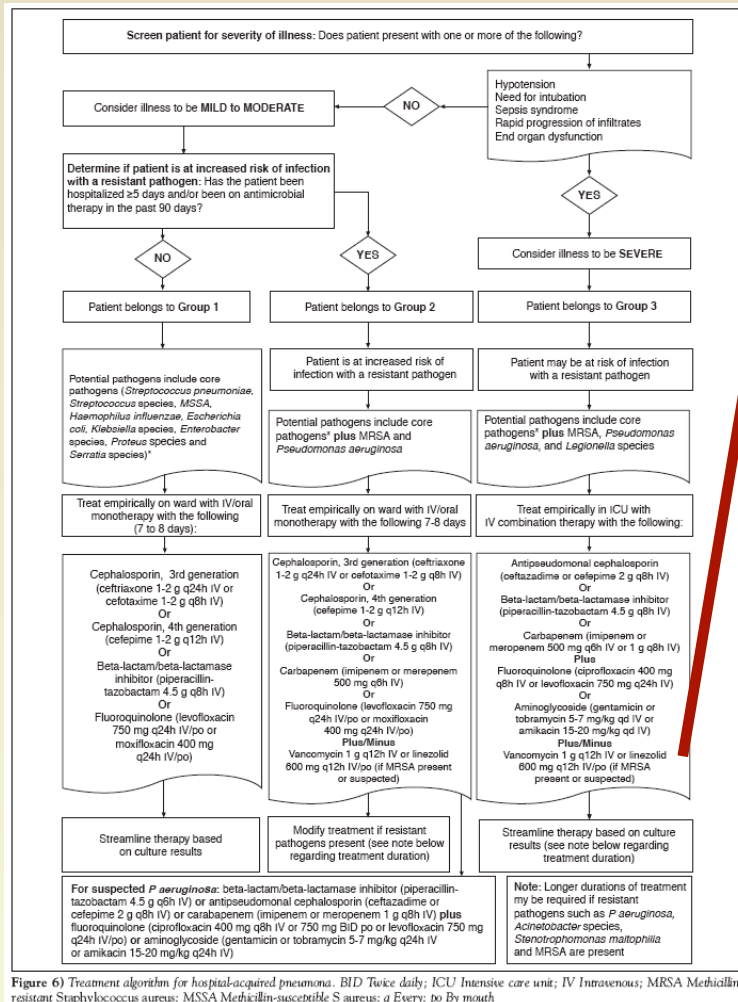 Screen patient for severity of illness: Does patient present with one or more of the following?
Hypotension
Need for intubation
Sepsis syndrome
Rapid progression of infiltrates
End organ dysfunction
NO
Consider illness to be MILD to MODERATE
Determine if patient is at increased risk of infection
with a resistant pathogen: Has the patient been
hospitalized ≥5 days and/or been on antimicrobial
therapy in the past 90 days?
YES
Consider illness to be SEVERE
NO
YES
Patient belongs to Group 1
Patient belongs to Group 2
Patient belongs to Group 3
Patient is at increased risk of
infection with a resistant pathogen
Patient may be at risk of infection
with a resistant pathogen
Potential pathogens include core
pathogens (Streptococcus pneumoniae,
Streptococcus species, MSSA,
Haemophilus influenzae, Escherichia
coli, Klebsiella species, Enterobacter
species, Proteus species and
Serratia species)*
Potential pathogens include core
pathogens* plus MRSA and
Pseudomonas aeruginosa
Potential pathogens include core
pathogens* plus MRSA, Pseudomonas
aeruginosa, and Legionella species
Treat empirically on ward with IV/oral
monotherapy with the following
(7 to 8 days):
Treat empirically on ward with IV/oral
monotherapy with the following 7-8 days
Treat empirically in ICU with
IV combination therapy with the following:
Cephalosporin, 3rd generation
(ceftriaxone 1-2 g q24h IV or
cefotaxime 1-2 g q8h IV)
Or
Cephalosporin, 4th generation
(cefepime 1-2 g q12h IV)
Or
Beta-lactam/beta-lactamase
inhibitor (piperacillin-
tazobactam 4.5 g q8h IV)
Or
Fluoroquinolone (levofloxacin
750 mg q24h IV/po or
moxifloxacin 400 mg
q24h IV/po)
Cephalosporin, 3rd generation (ceftriaxone
1-2 g q24h IV or cefotaxime 1-2 g q8h IV)
Or
Cephalosporin, 4th generation
(cefepime 1-2 g q12h IV)
Or
Beta-lactam/beta-lactamase inhibitor
(piperacillin-tazobactam 4.5 g q8h IV)
Or
Carbapenem (imipenem or merepenem
500 mg q6h IV)
Or
Fluoroquinolone (levofloxacin 750 mg
q24h IV/po or moxifloxacin
400 mg q24h IV/po)
Plus/Minus
Vancomycin 1 g q12h IV or linezolid
600 mg q12h IV/po (if MRSA present
or suspected)
Antipseudomonal cephalosporin
(ceftazadime or cefepime 2 g q8h IV)
Or
Beta-lactam/beta-lactamase inhibitor
(piperacillin-tazobactam 4.5 g q8h IV)
Or
Carbapenem (imipenem or
meropenem 500 mg q6h IV or 1 g q8h IV)
Plus
Fluoroquinolone (ciprofloxacin 400 mg
q8h IV or levofloxacin 750 mg q24h IV)
Or
Aminoglycoside (gentamicin or
tobramycin 5-7 mg/kg qd IV or
amikacin 15-20 mg/kg qd IV)
Plus/Minus
Vancomycin 1 g q12h IV or linezolid
600 mg q12h IV/po (if MRSA
present or suspected)
Streamline therapy based
on culture results
Modify treatment if resistant
pathogens present (see note below
regarding treatment duration)
Streamline therapy based on culture
results (see note below regarding
treatment duration)
For suspected P aeruginosa: beta-lactam/beta-lactamase inhibitor (piperacillin-
tazobactam 4.5 g q6h IV) or antipseudomonal cephalosporin (ceftazadime or
cefepime 2 g q8h IV) or carabapenem (imipenem or meropenem 1 g q8h IV) plus
fluoroquinolone (ciprofloxacin 400 mg q8h IV or 750 mg BiD po or levofloxacin 750 mg
q24h IV/po) or aminoglycoside (gentamicin or tobramycin 5-7 mg/kg q24h IV
or amikacin 15-20 mg/kg q24h IV)
Note: Longer durations of treatment
my be required if resistant
pathogens such as P aeruginosa,
Acinetobacter species,
Stenotrophomonas maltophilia
and MRSA are present
Figure 6) Treatment algorithm for hospital-acquired pneumona. BID Twice daily; ICU Intensive care unit; IV Intravenous; MRSA Methicillin-
resistant Staphylococcus aureus; MSSA Methicillin-susceptible S aureus; q Every; po By mouth